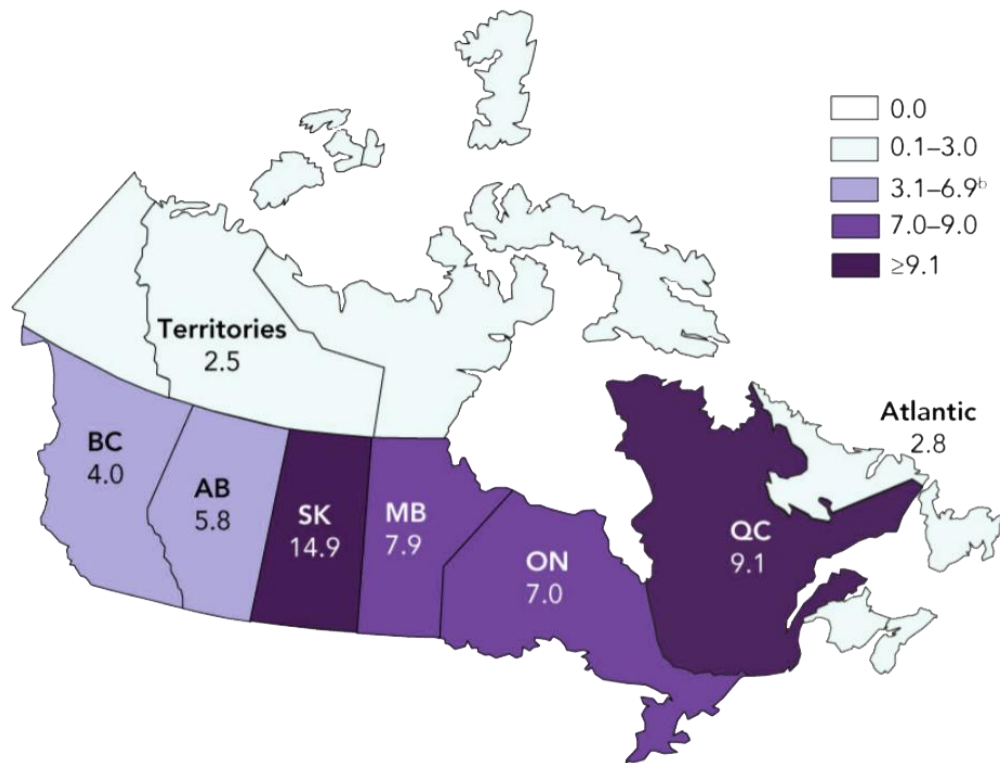 0.0
0.1–3.0
3.1–6.9ᵇ
7.0–9.0
≥9.1
Territories
2.5
Atlantic
2.8
BC
4.0
AB
5.8
SK
14.9
MB
7.9
ON
7.0
QC
9.1